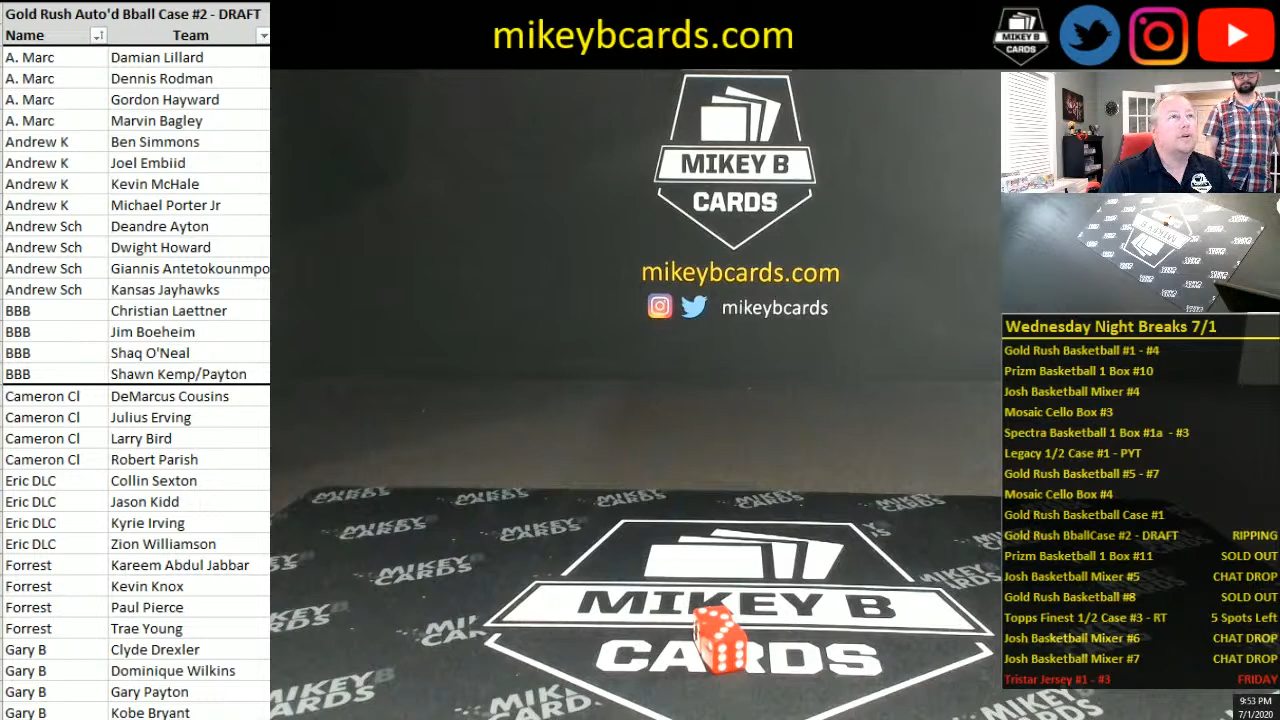 Gold Rush Auto'd Bball Case #2 - DRAFT
Name Team
A. Marc Damian Lillard
A. Marc Dennis Rodman
A. Marc Gordon Hayward
A. Marc Marvin Bagley
Andrew K Ben Simmons
Andrew K Joel Embiid
Andrew K Kevin McHale
Andrew K Michael Porter Jr
Andrew Sch Deandre Ayton
Andrew Sch Dwight Howard
Andrew Sch Giannis Antetokounmpo
Andrew Sch Kansas Jayhawks
BBB Christian Laettner
BBB Jim Boeheim
BBB Shaq O'Neal
BBB Shawn Kemp/Payton
Cameron Cl DeMarcus Cousins
Cameron Cl Julius Erving
Cameron Cl Larry Bird
Cameron Cl Robert Parish
Eric DLC Collin Sexton
Eric DLC Jason Kidd
Eric DLC Kyrie Irving
Eric DLC Zion Williamson
Forrest Kareem Abdul Jabbar
Forrest Kevin Knox
Forrest Paul Pierce
Forrest Trae Young
Gary B Clyde Drexler
Gary B Dominique Wilkins
Gary B Gary Payton
Gary B Kobe Bryant
mikeybcards.com
MIKEY B
CARDS
mikeybcards.com
mikeybcards
MIKEY B
CARDS
MIKEY B
CARDS
Wednesday Night Breaks 7/1
Gold Rush Basketball #1 - #4
Prizm Basketball 1 Box #10
Josh Basketball Mixer #4
Mosaic Cello Box #3
Spectra Basketball 1 Box #1a - #3
Legacy 1/2 Case #1 - PYT
Gold Rush Basketball #5 - #7
Mosaic Cello Box #4
Gold Rush Basketball Case #1
Gold Rush BballCase #2 - DRAFT RIPPING
Prizm Basketball 1 Box #11 SOLD OUT
Josh Basketball Mixer #5 CHAT DROP
Gold Rush Basketball #8 SOLD OUT
Topps Finest 1/2 Case #3 - RT 5 Spots Left
Josh Basketball Mixer #6 CHAT DROP
Josh Basketball Mixer #7 CHAT DROP
Tristar Jersey #1 - #3 FRIDAY
9:53 PM
7/1/2020